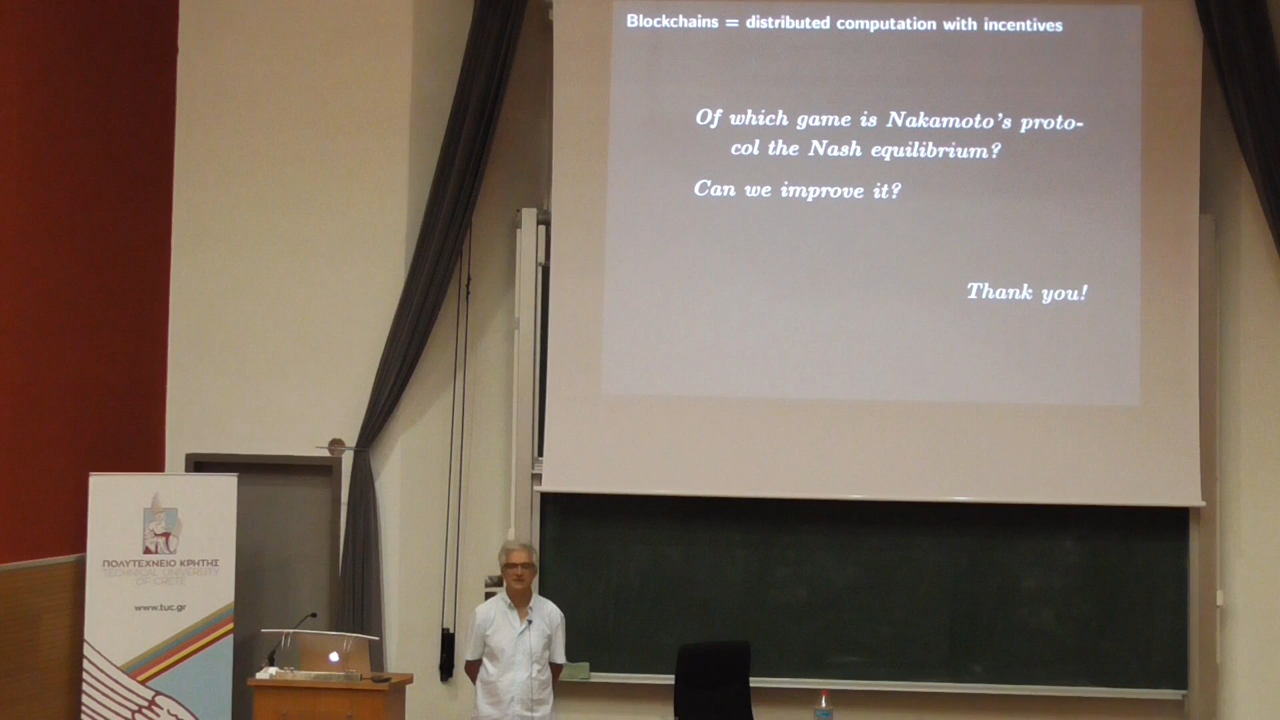 Blockchains = distributed computation with incentives
Of which game is Nakamoto's proto-
col the Nash equilibrium?
Can we improve it?
Thank you!
ΠΟΛΥΤΕΧΝΕΙΟ ΚΡΗΤΗΣ
TECHNICAL UNIVERSITY
OF CRETE
www.tuc.gr